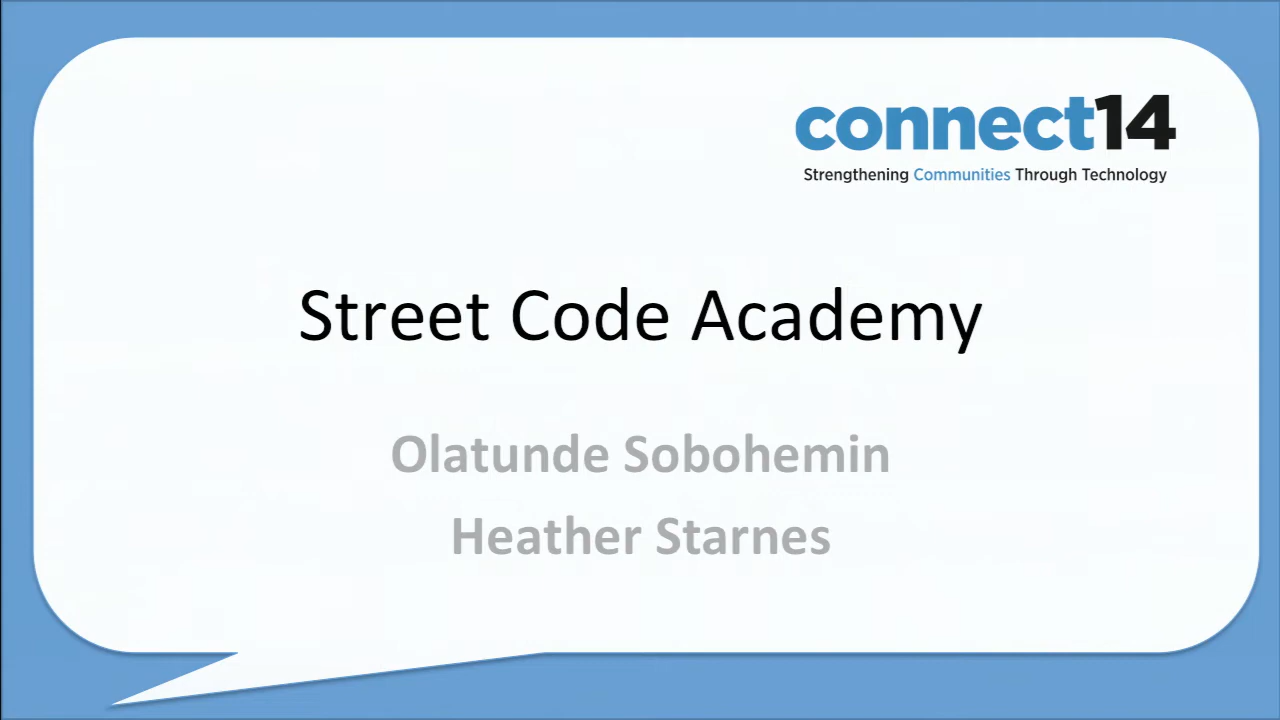 connect14
Strengthening Communities Through Technology
Street Code Academy
Olatunde Sobohemin
Heather Starnes